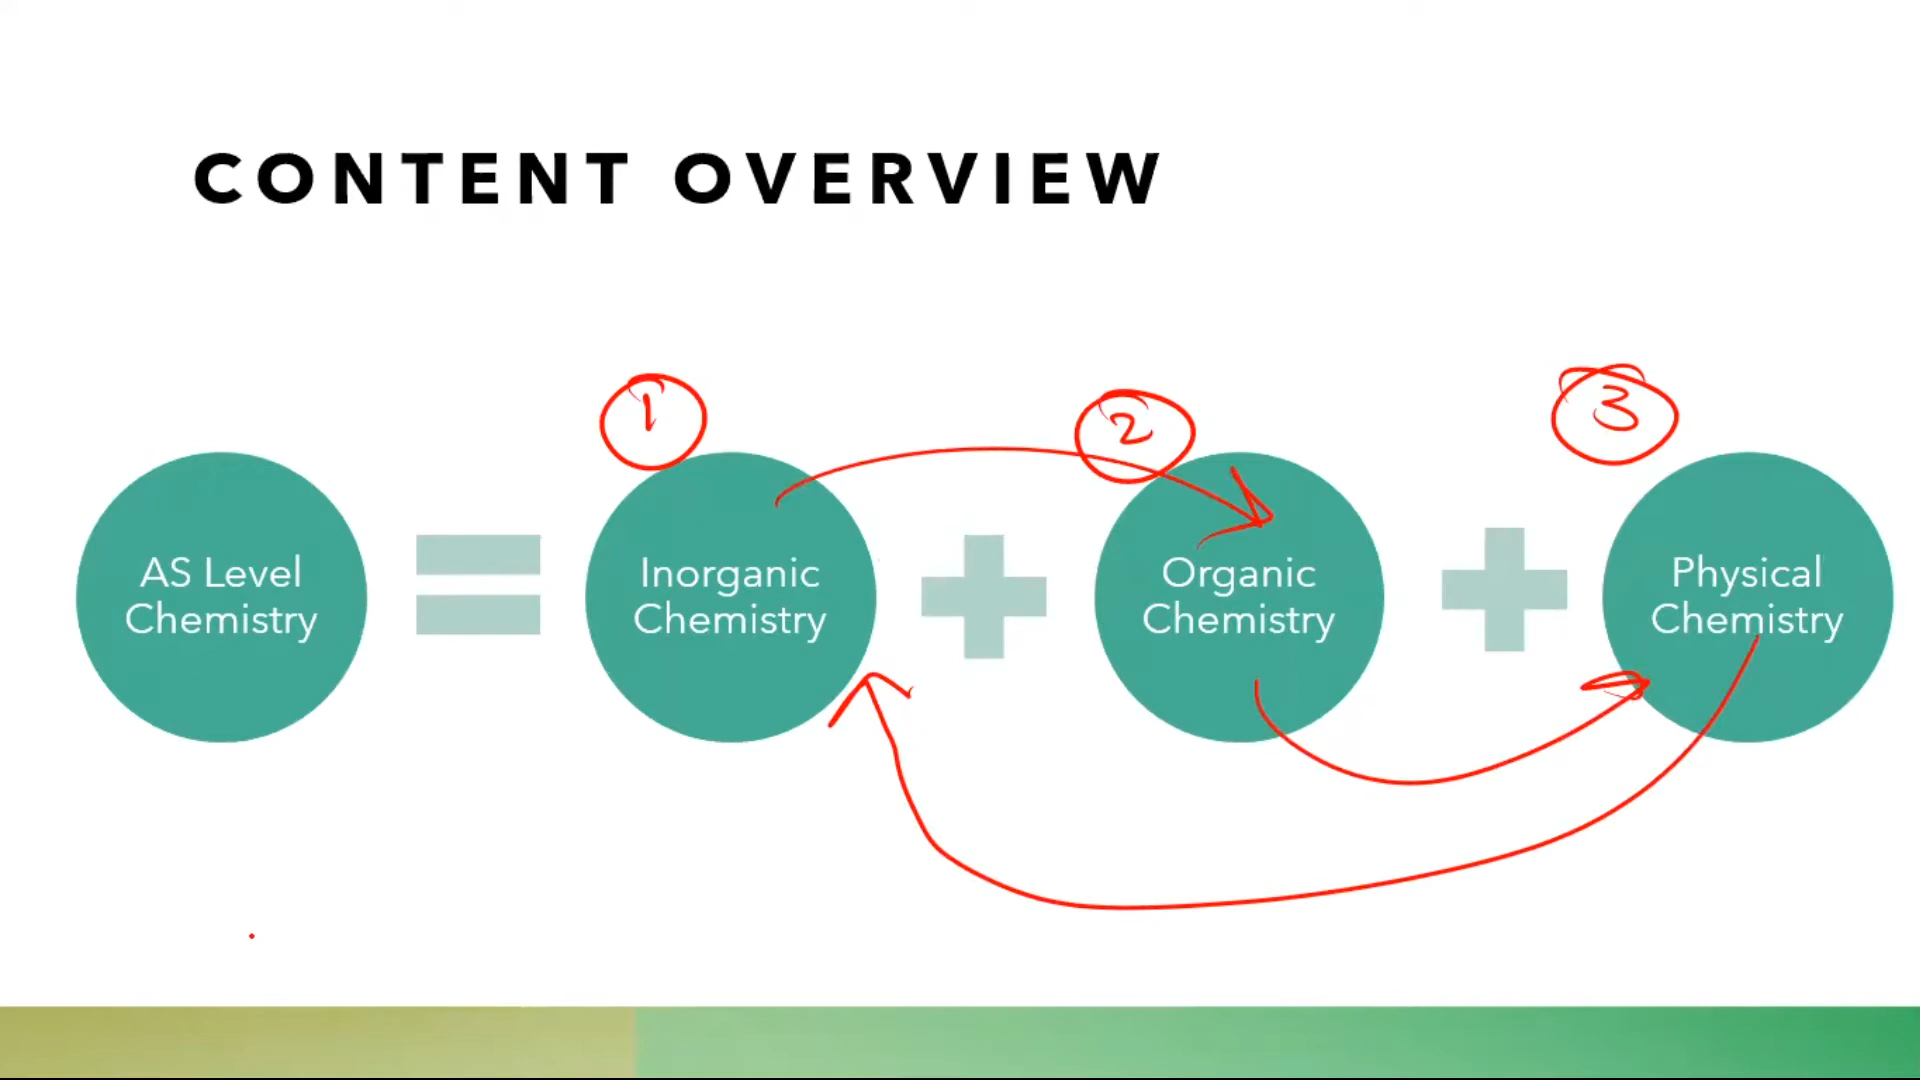 CONTENT OVERVIEW
1
2
3
AS Level
Chemistry
Inorganic
Chemistry
Organic
Chemistry
Physical
Chemistry